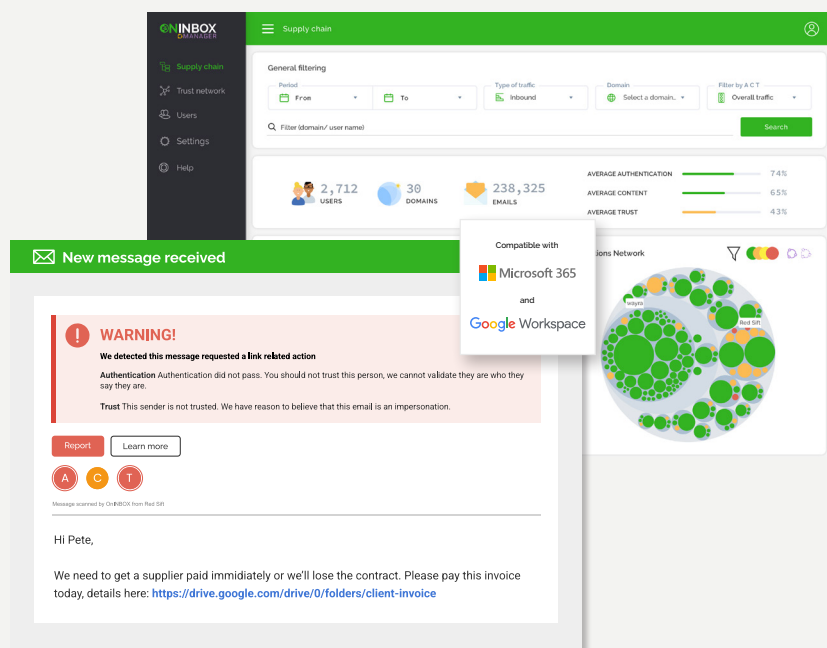 ONINBOX
DMANAGER
Supply chain
Supply chain
Trust network
Users
Settings
Help
General filtering
Period
From
To
Type of traffic
Inbound
Domain
Select a domain..
Filter by A C T
Overall traffic
Filter (domain/ user name)
Search
2,712
USERS
30
DOMAINS
238,325
EMAILS
AVERAGE AUTHENTICATION 74%
AVERAGE CONTENT 65%
AVERAGE TRUST 43%
Compatible with
Microsoft 365
and
Google Workspace
ions Network
wayra
Red Sift
New message received
WARNING!
We detected this message requested a link related action
Authentication Authentication did not pass. You should not trust this person, we cannot validate they are who they
say they are.
Trust This sender is not trusted. We have reason to believe that this email is an impersonation.
Report
Learn more
A C T
Message scanned by OnINBOX from Red Sift
Hi Pete,
We need to get a supplier paid immidiately or we'll lose the contract. Please pay this invoice
today, details here: https://drive.google.com/drive/0/folders/client-invoice